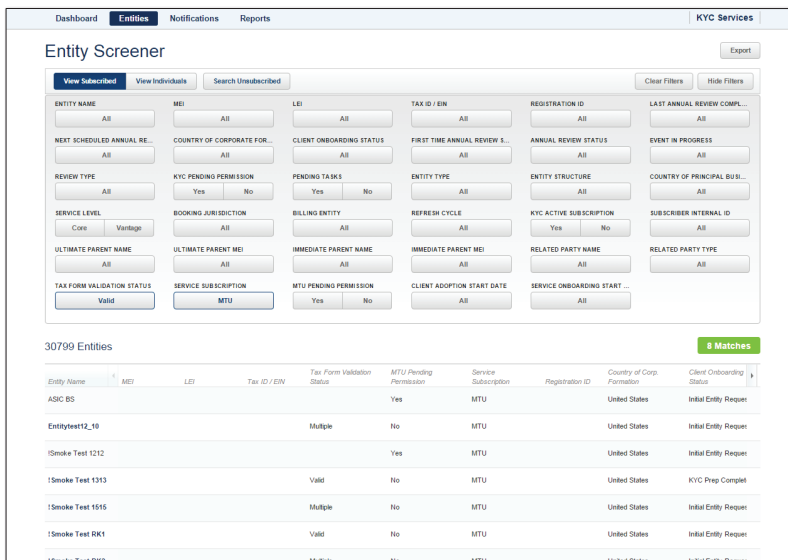 Dashboard Entities Notifications Reports KYC Services
Entity Screener Export
View Subscribed View Individuals Search Unsubscribed Clear Filters Hide Filters
ENTITY NAME MEI LEI TAX ID / EIN REGISTRATION ID LAST ANNUAL REVIEW COMPL...
All All All All All All
NEXT SCHEDULED ANNUAL RE... COUNTRY OF CORPORATE FOR... CLIENT ONBOARDING STATUS FIRST TIME ANNUAL REVIEW S... ANNUAL REVIEW STATUS EVENT IN PROGRESS
All All All All All All
REVIEW TYPE KYC PENDING PERMISSION PENDING TASKS ENTITY TYPE ENTITY STRUCTURE COUNTRY OF PRINCIPAL BUSI...
All Yes No Yes No All All All
SERVICE LEVEL BOOKING JURISDICTION BILLING ENTITY REFRESH CYCLE KYC ACTIVE SUBSCRIPTION SUBSCRIBER INTERNAL ID
Core Vantage All All All Yes No All
ULTIMATE PARENT NAME ULTIMATE PARENT MEI IMMEDIATE PARENT NAME IMMEDIATE PARENT MEI RELATED PARTY NAME RELATED PARTY TYPE
All All All All All All
TAX FORM VALIDATION STATUS SERVICE SUBSCRIPTION MTU PENDING PERMISSION CLIENT ADOPTION START DATE SERVICE ONBOARDING START ...
Valid MTU Yes No All All
30799 Entities 8 Matches
Tax Form Validation MTU Pending Service Country of Corp. Client Onboarding
Entity Name MEI LEI Tax ID / EIN Status Permission Subscription Registration ID Formation Status
ASIC BS Yes MTU United States Initial Entity Reques
Entitytest12_10 Multiple No MTU United States Initial Entity Reques
!Smoke Test 1212 Yes MTU United States Initial Entity Reques
!Smoke Test 1313 Valid No MTU United States KYC Prep Complet
!Smoke Test 1515 Multiple No MTU United States Initial Entity Reques
!Smoke Test RK1 Valid No MTU United States Initial Entity Reques